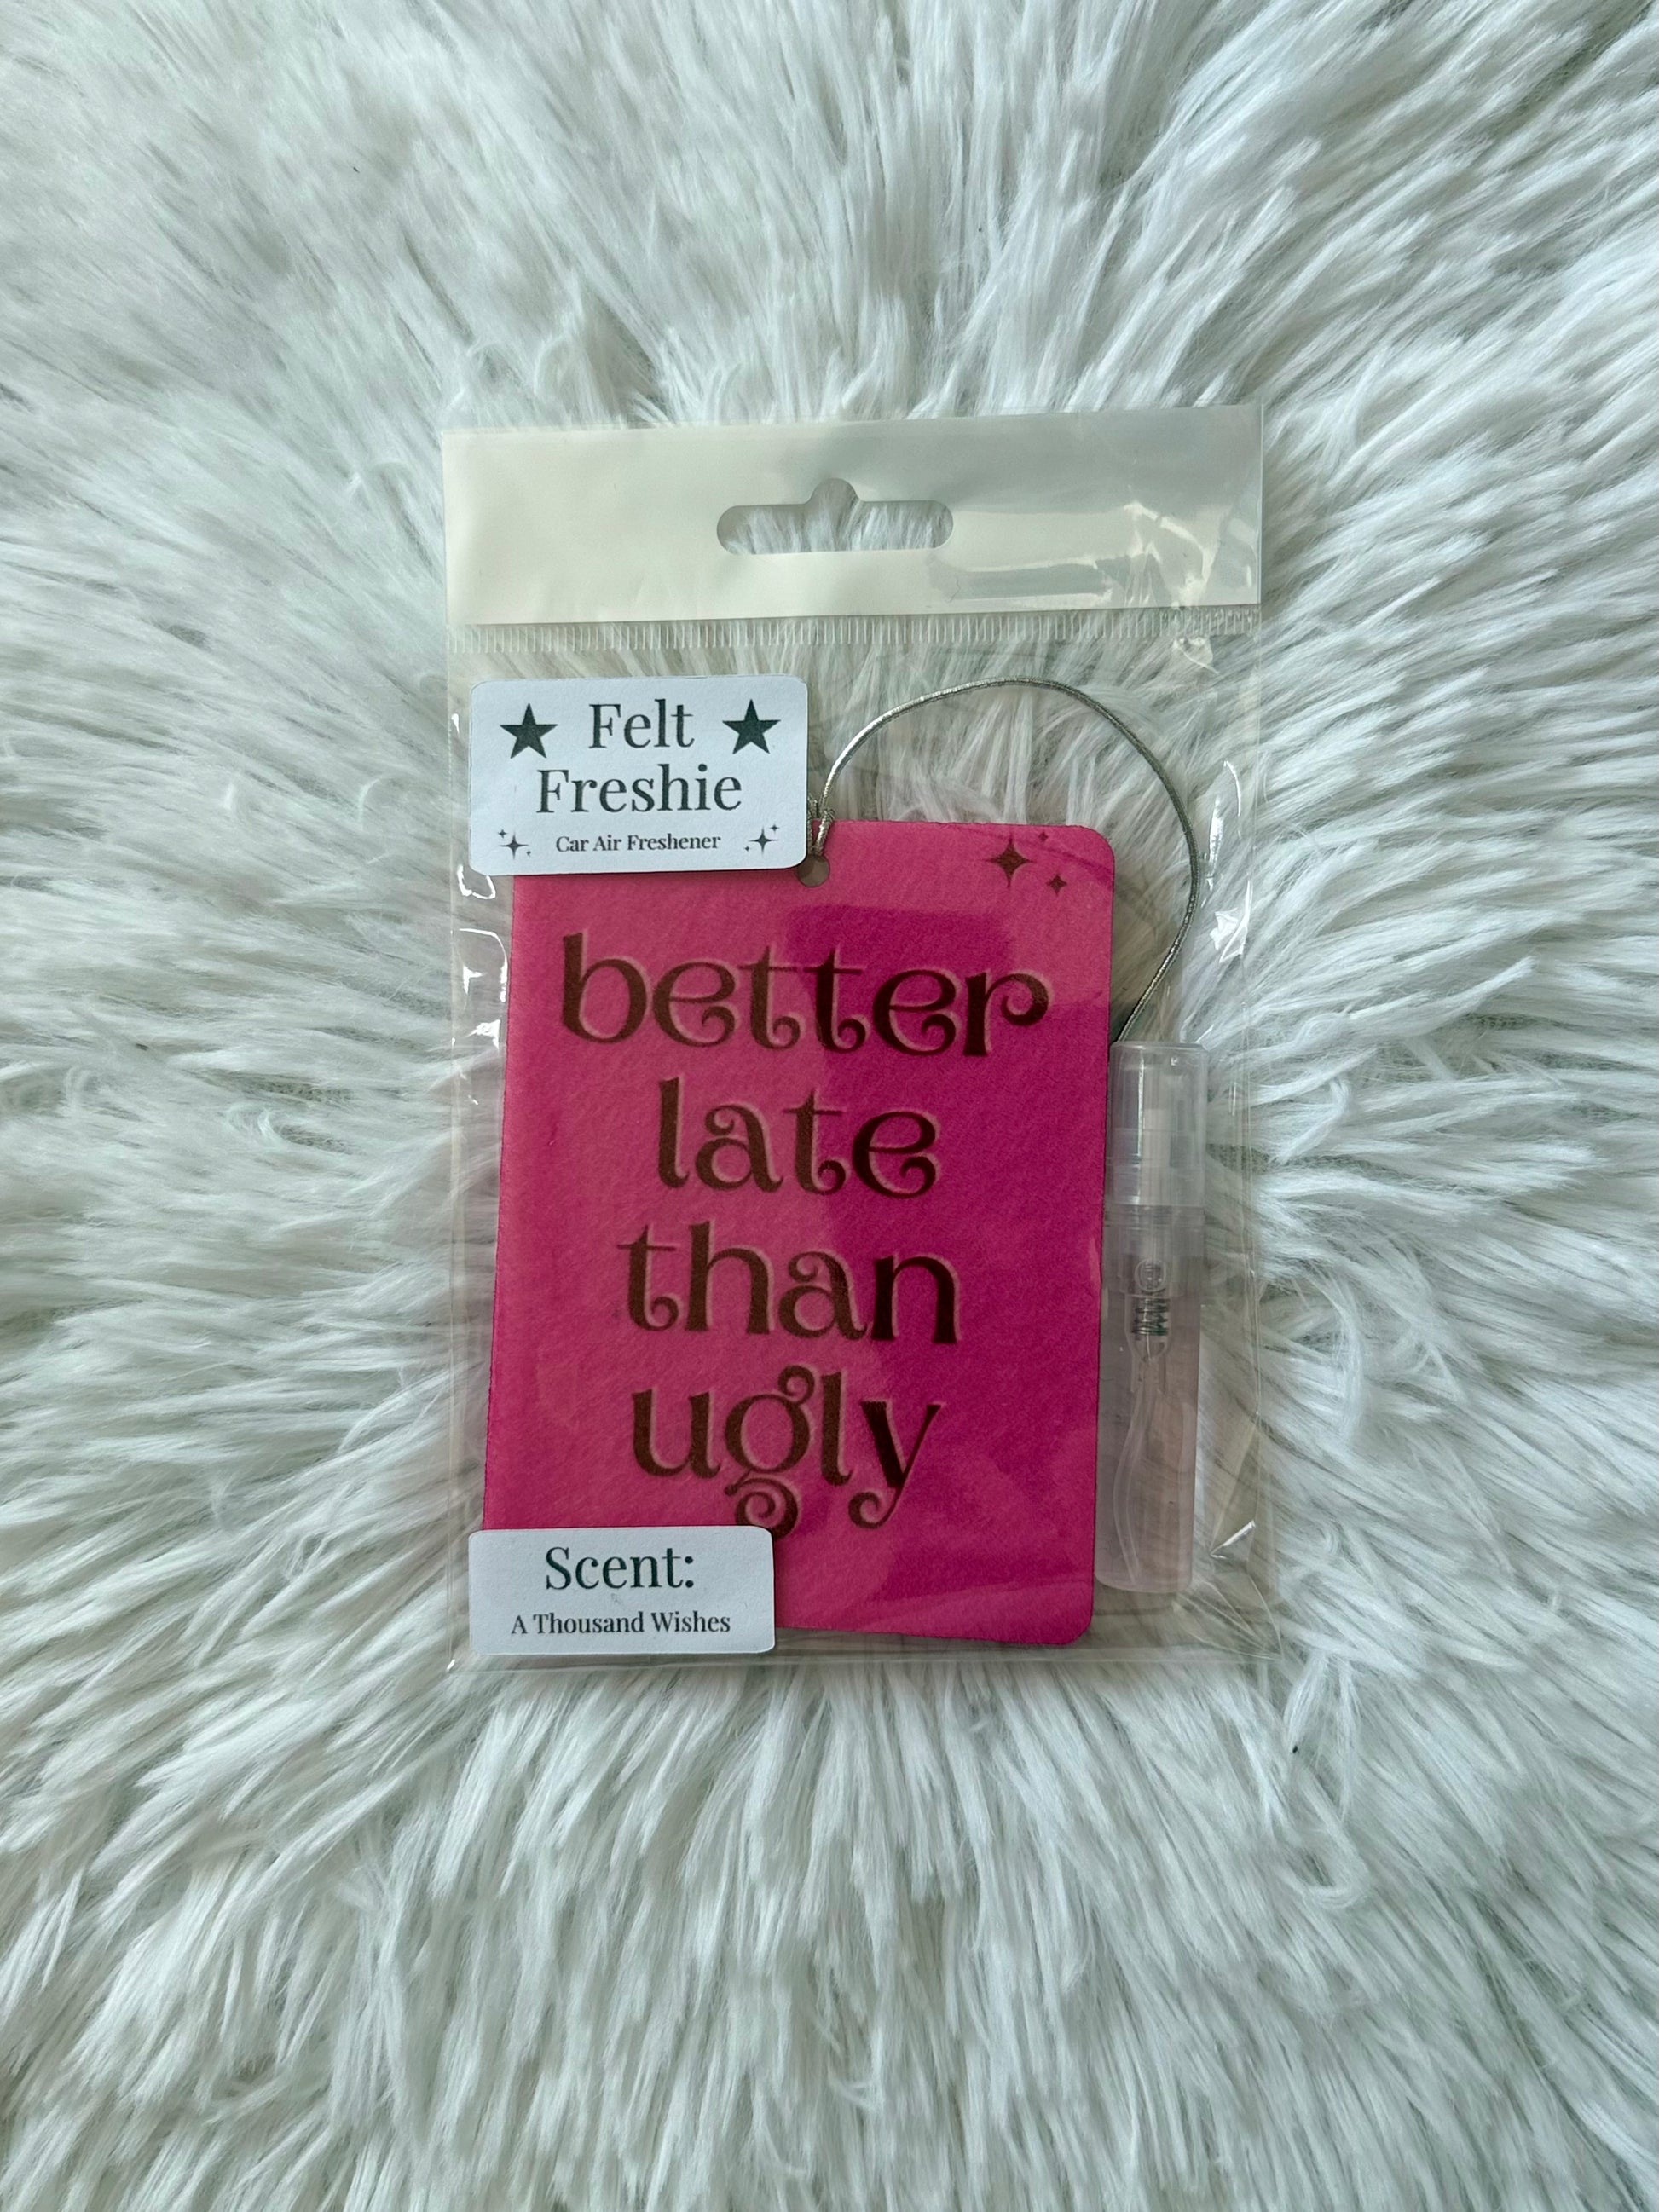 Felt
Freshie
Car Air Freshener
better
late
than
ugly
Scent:
A Thousand Wishes